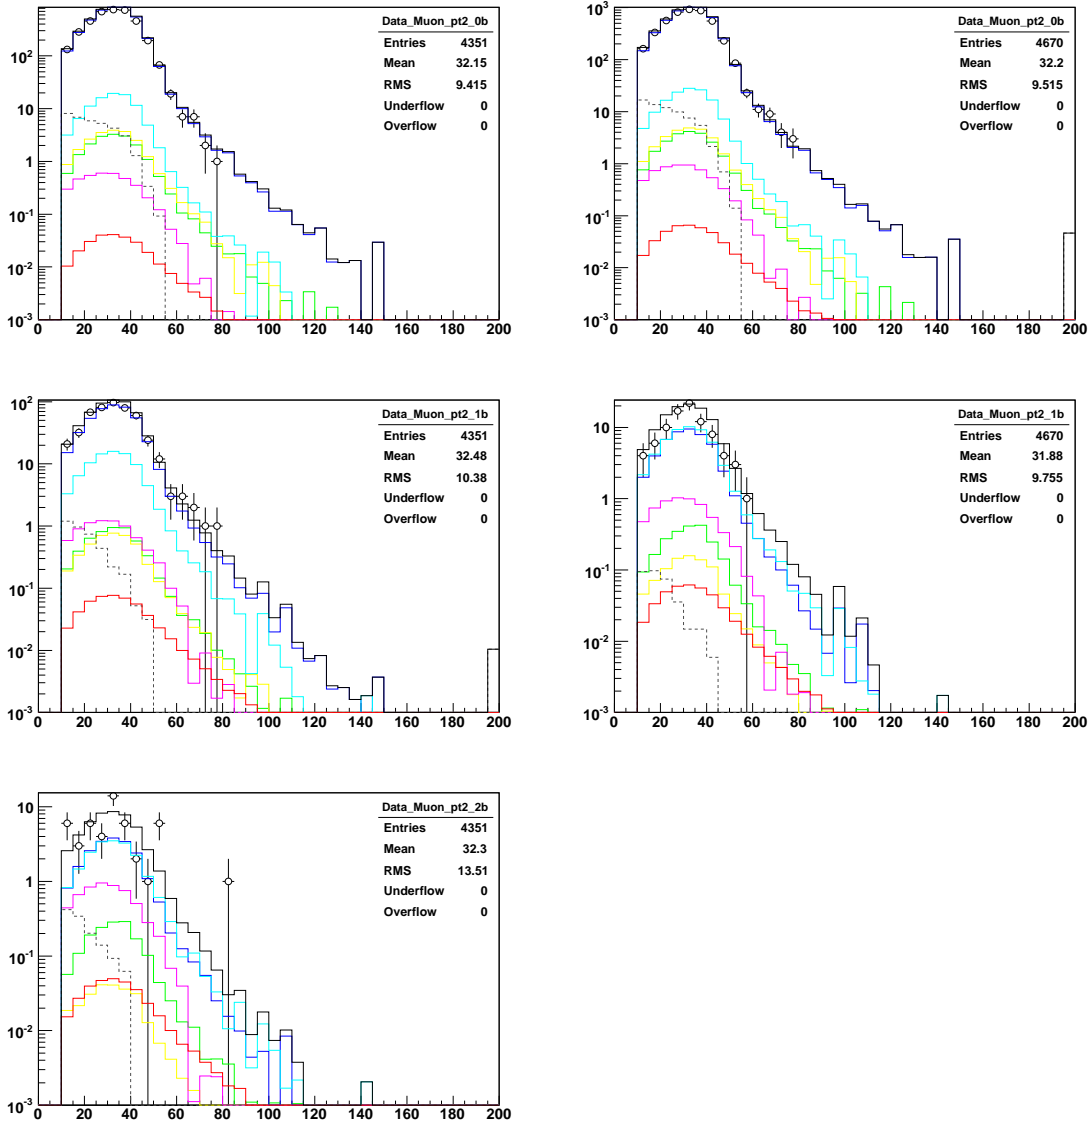 Data_Muon_pt2_0b
Entries 4351
Mean 32.15
RMS 9.415
Underflow 0
Overflow 0
10^2
10
1
10^-1
10^-2
10^-3
0 20 40 60 80 100 120 140 160 180 200
Data_Muon_pt2_0b
Entries 4670
Mean 32.2
RMS 9.515
Underflow 0
Overflow 0
10^3
10^2
10
1
10^-1
10^-2
10^-3
0 20 40 60 80 100 120 140 160 180 200
Data_Muon_pt2_1b
Entries 4351
Mean 32.48
RMS 10.38
Underflow 0
Overflow 0
10^2
10
1
10^-1
10^-2
10^-3
0 20 40 60 80 100 120 140 160 180 200
Data_Muon_pt2_1b
Entries 4670
Mean 31.88
RMS 9.755
Underflow 0
Overflow 0
10
1
10^-1
10^-2
10^-3
0 20 40 60 80 100 120 140 160 180 200
Data_Muon_pt2_2b
Entries 4351
Mean 32.3
RMS 13.51
Underflow 0
Overflow 0
10
1
10^-1
10^-2
10^-3
0 20 40 60 80 100 120 140 160 180 200